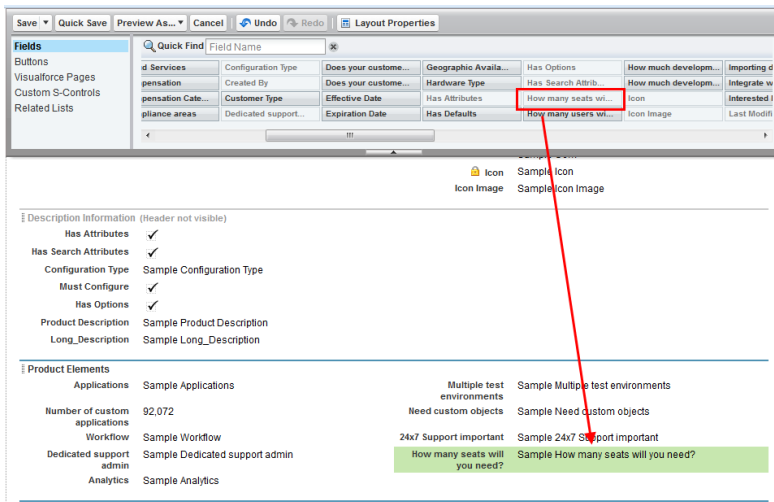 Save Quick Save Preview As... Cancel Undo Redo Layout Properties
Fields
Buttons
Visualforce Pages
Custom S-Controls
Related Lists
Quick Find Field Name
d Services Configuration Type Does your custome... Geographic Availa... Has Options How much developm... Importing d
pensation Created By Does your custome... Hardware Type Has Search Attrib... How much developm... Integrate w
pensation Cate... Customer Type Effective Date Has Attributes How many seats wi... Icon Interested
pliance areas Dedicated support... Expiration Date Has Defaults How many users wi... Icon Image Last Modifi
Icon Sample Icon
Icon Image Sample Icon Image
Description Information (Header not visible)
Has Attributes
Has Search Attributes
Configuration Type Sample Configuration Type
Must Configure
Has Options
Product Description Sample Product Description
Long_Description Sample Long_Description
Product Elements
Applications Sample Applications Multiple test environments Sample Multiple test environments
Number of custom applications 92,072 Need custom objects Sample Need custom objects
Workflow Sample Workflow 24x7 Support important Sample 24x7 Support important
Dedicated support admin Sample Dedicated support admin How many seats will you need? Sample How many seats will you need?
Analytics Sample Analytics